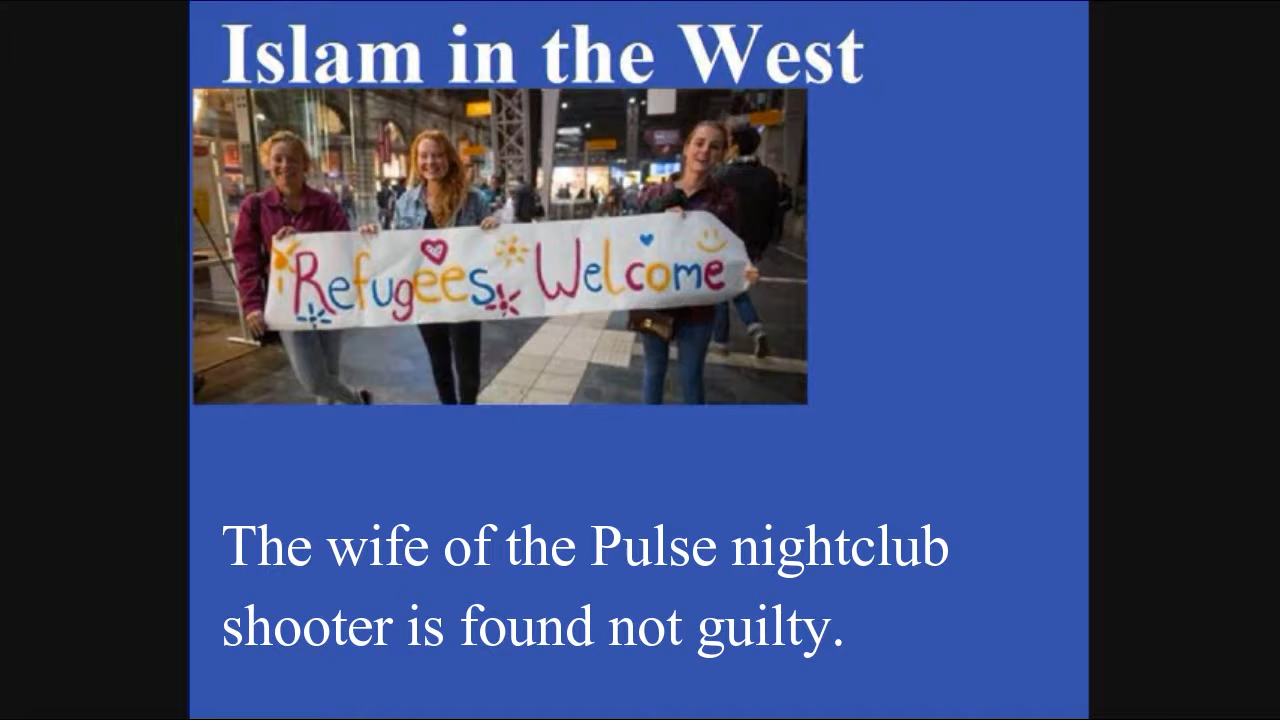 Islam in the West
Refugees Welcome
The wife of the Pulse nightclub
shooter is found not guilty.